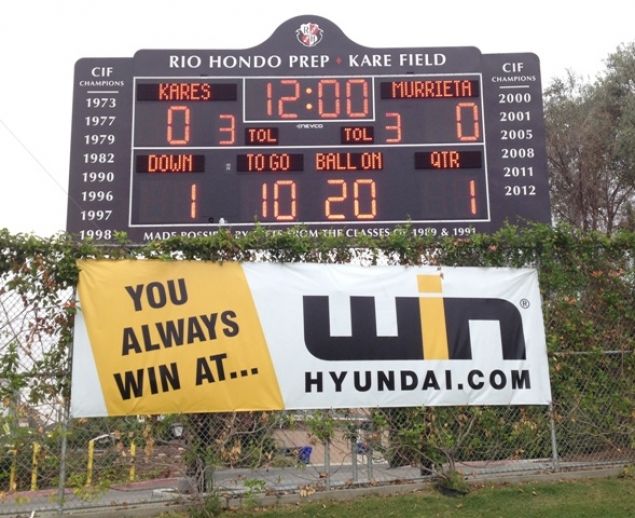 RIO HONDO PREP ♦ KARE FIELD
CIF
CHAMPIONS
1973
1977
1979
1982
1990
1996
1997
1998
KARES
12:00
MURRIETA
0 3 TOL
NEVCO
TOL 3 0
DOWN TO GO BALL ON QTR
1 10 20 1
CIF
CHAMPIONS
2000
2001
2005
2008
2011
2012
MADE POSSIBLE BY GIFTS FROM THE CLASSES OF 1989 & 1991
YOU
ALWAYS
WIN AT...
win®
HYUNDAI.COM